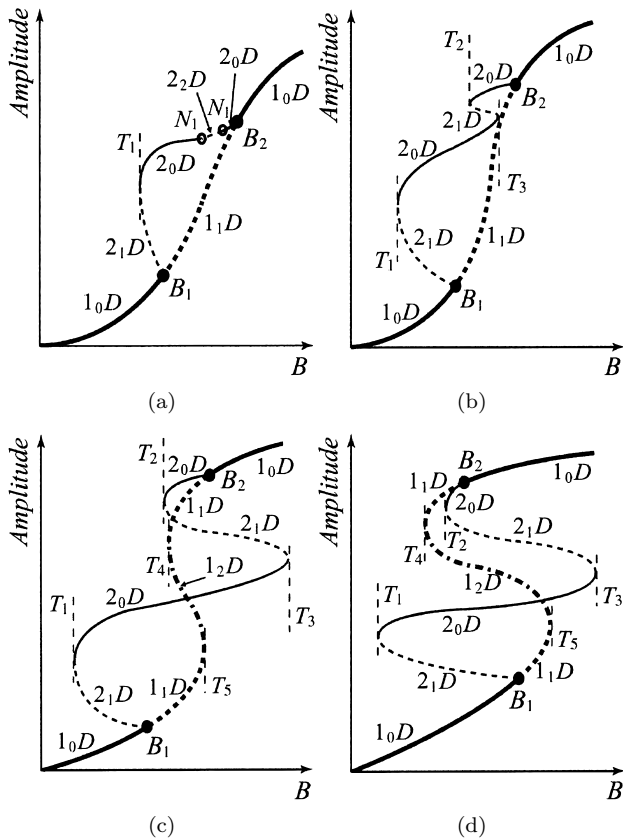 Amplitude
2₀D
2₂D
1₀D
N₁
N₁
T₁
B₂
2₀D
1₁D
2₁D
B₁
1₀D
B
(a)
Amplitude
T₂
1₀D
2₀D
B₂
2₁D
2₀D
T₃
1₁D
2₁D
T₁
B₁
1₀D
B
(b)
Amplitude
T₂
2₀D
1₀D
B₂
1₁D
2₁D
T₄
1₂D
T₁
2₀D
T₃
1₁D
T₅
2₁D
1₀D
B₁
B
(c)
Amplitude
B₂
1₀D
1₁D
2₀D
2₁D
T₄
T₂
1₂D
T₁
T₃
2₀D
T₅
2₁D
1₁D
B₁
1₀D
B
(d)